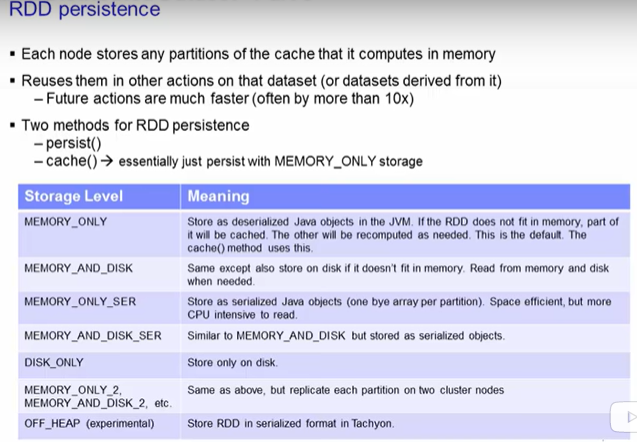 RDD persistence
▪ Each node stores any partitions of the cache that it computes in memory
▪ Reuses them in other actions on that dataset (or datasets derived from it)
– Future actions are much faster (often by more than 10x)
▪ Two methods for RDD persistence
– persist()
– cache() → essentially just persist with MEMORY_ONLY storage
Storage Level Meaning
MEMORY_ONLY Store as deserialized Java objects in the JVM. If the RDD does not fit in memory, part of
it will be cached. The other will be recomputed as needed. This is the default. The
cache() method uses this.
MEMORY_AND_DISK Same except also store on disk if it doesn't fit in memory. Read from memory and disk
when needed.
MEMORY_ONLY_SER Store as serialized Java objects (one bye array per partition). Space efficient, but more
CPU intensive to read.
MEMORY_AND_DISK_SER Similar to MEMORY_AND_DISK but stored as serialized objects.
DISK_ONLY Store only on disk.
MEMORY_ONLY_2, Same as above, but replicate each partition on two cluster nodes
MEMORY_AND_DISK_2, etc.
OFF_HEAP (experimental) Store RDD in serialized format in Tachyon.